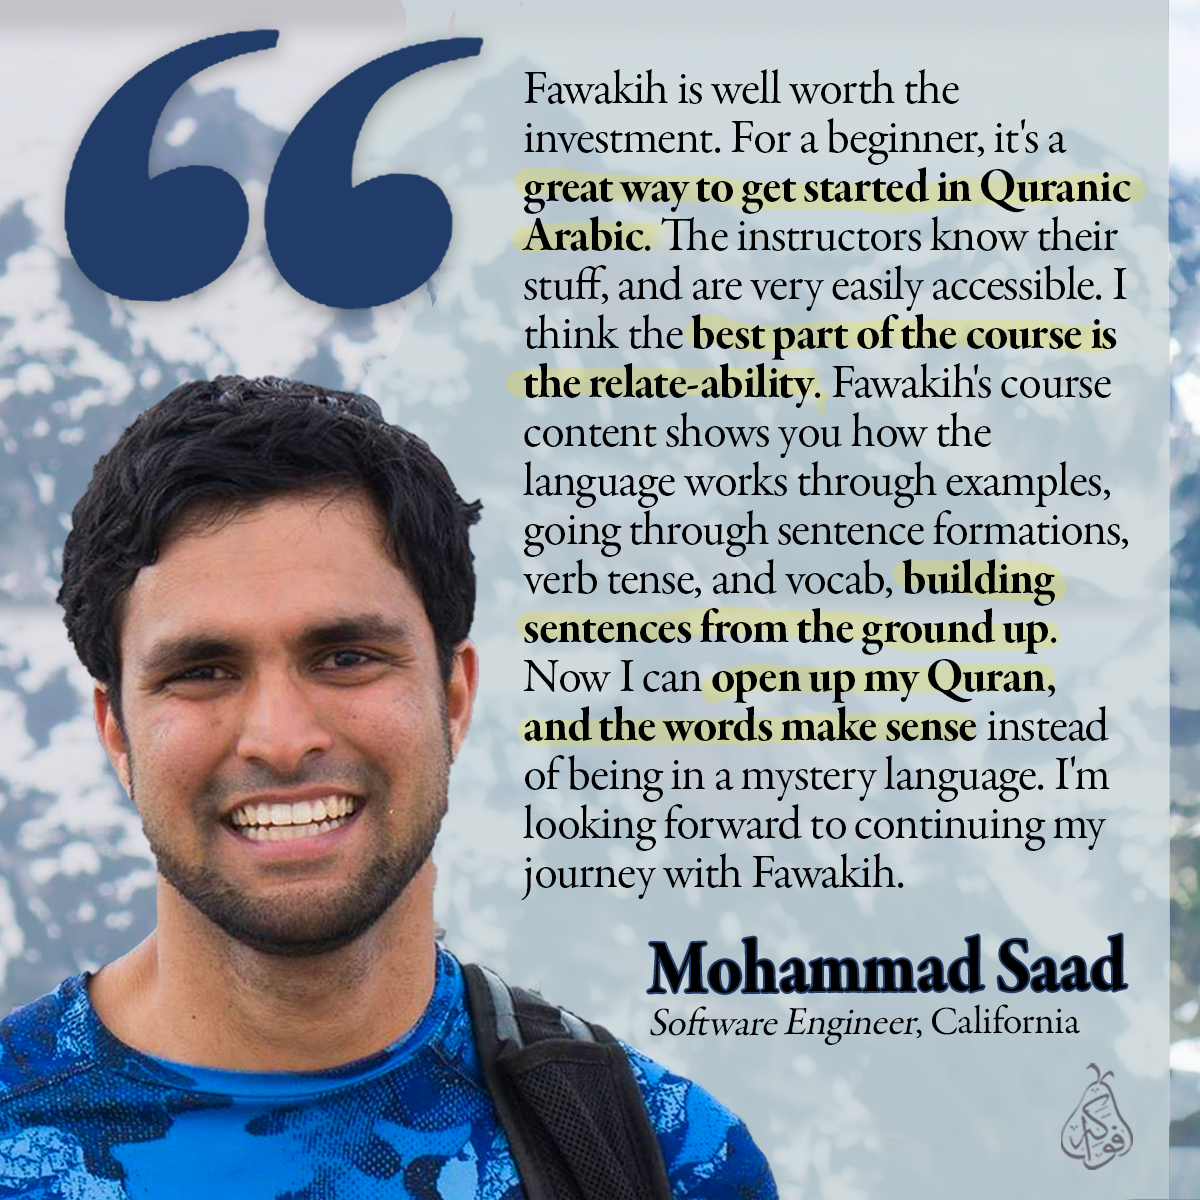 Fawakih is well worth the
investment. For a beginner, it's a
great way to get started in Quranic
Arabic. The instructors know their
stuff, and are very easily accessible. I
think the best part of the course is
the relate-ability. Fawakih's course
content shows you how the
language works through examples,
going through sentence formations,
verb tense, and vocab, building
sentences from the ground up.
Now I can open up my Quran,
and the words make sense instead
of being in a mystery language. I'm
looking forward to continuing my
journey with Fawakih.
Mohammad Saad
Software Engineer, California
فواكه